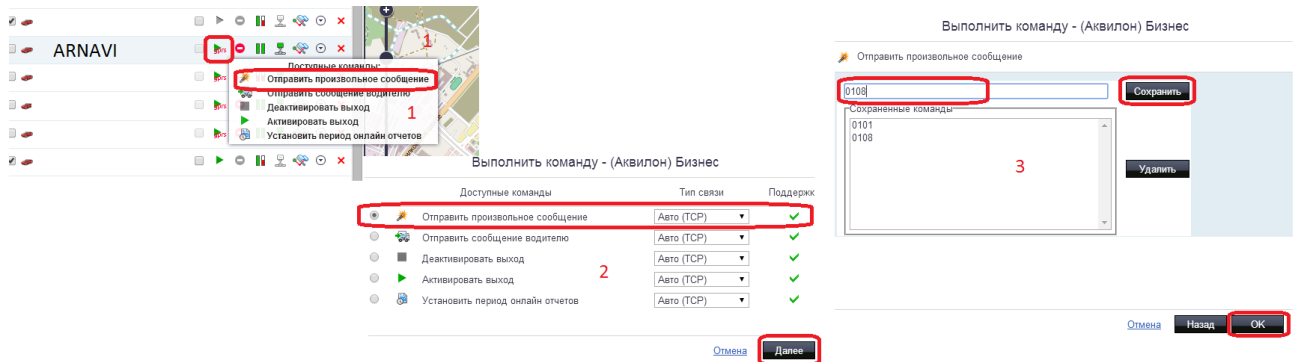 ARNAVI
gprs
Доступные команды:
Отправить произвольное сообщение
Отправить сообщение водителю
Деактивировать выход
Активировать выход
Установить период онлайн отчетов
1
1
Выполнить команду - (Аквилон) Бизнес
Доступные команды Тип связи Поддержк
Отправить произвольное сообщение Авто (TCP)
Отправить сообщение водителю Авто (TCP)
Деактивировать выход Авто (TCP)
Активировать выход Авто (TCP)
Установить период онлайн отчетов Авто (TCP)
2
Отмена Далее
Выполнить команду - (Аквилон) Бизнес
Отправить произвольное сообщение
0108 Сохранить
Сохраненные команды
0101
0108
3
Удалить
Отмена Назад OK